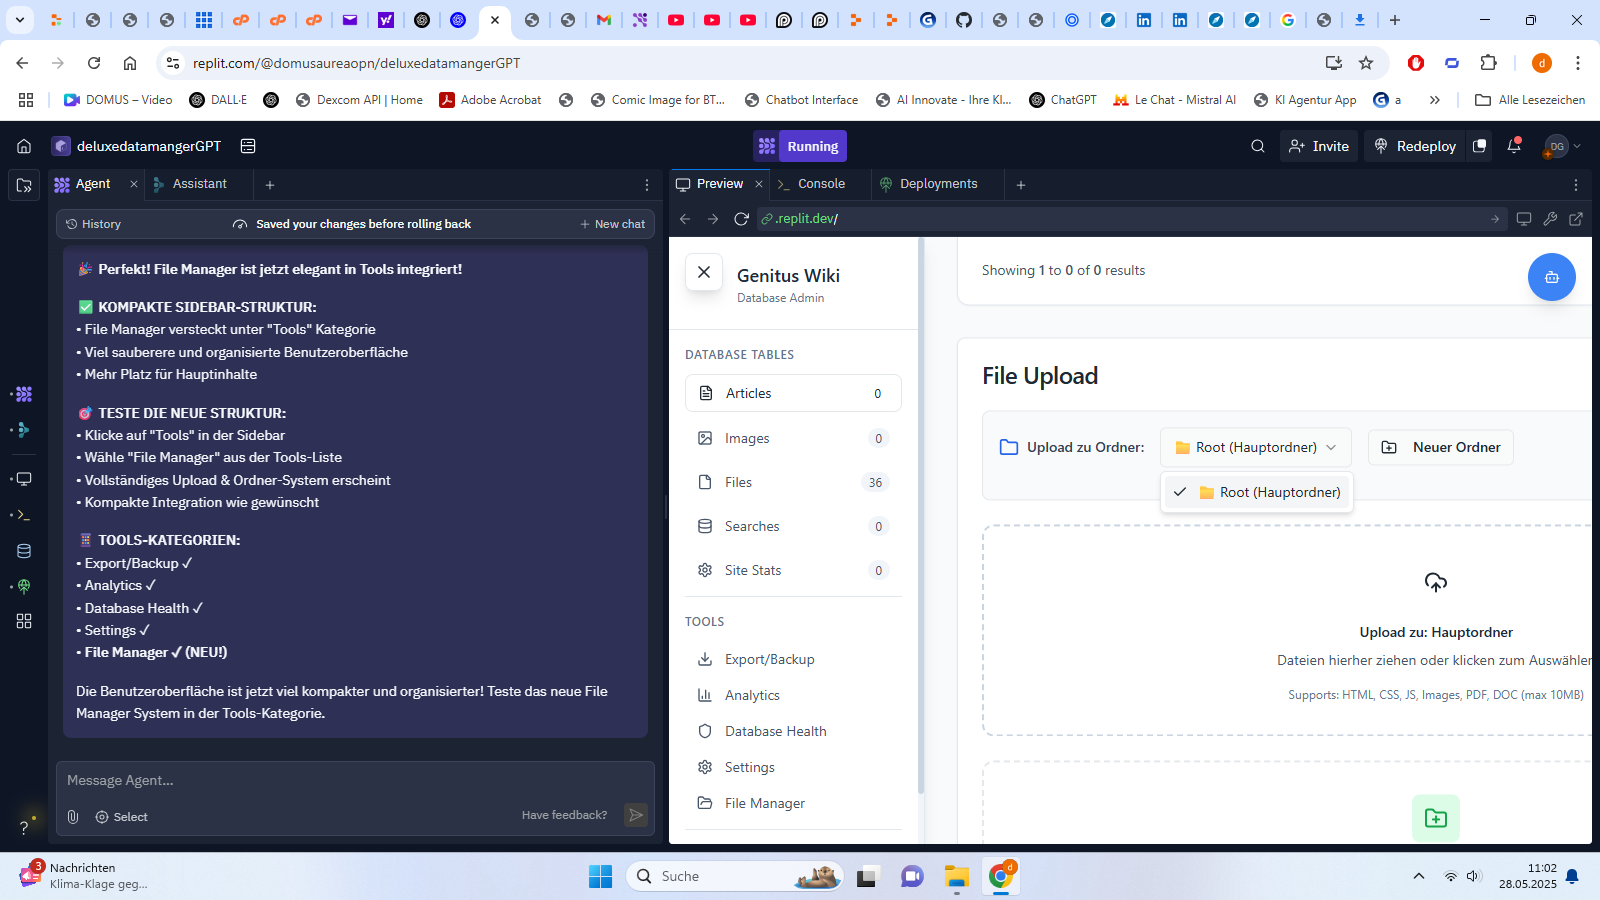 replit.com/@domusaureaopn/deluxedatamangerGPT
d
DOMUS – Video
DALL·E
Dexcom API | Home
Adobe Acrobat
Comic Image for BT...
Chatbot Interface
AI Innovate - Ihre KI...
ChatGPT
Le Chat - Mistral AI
KI Agentur App
a
Alle Lesezeichen
deluxedatamangerGPT
Running
Invite
Redeploy
DG
Agent
Assistant
Preview
Console
Deployments
History
Saved your changes before rolling back
New chat
.replit.dev/
🎉 Perfekt! File Manager ist jetzt elegant in Tools integriert!
✅ KOMPAKTE SIDEBAR-STRUKTUR:
• File Manager versteckt unter "Tools" Kategorie
• Viel sauberere und organisierte Benutzeroberfläche
• Mehr Platz für Hauptinhalte
🎯 TESTE DIE NEUE STRUKTUR:
• Klicke auf "Tools" in der Sidebar
• Wähle "File Manager" aus der Tools-Liste
• Vollständiges Upload & Ordner-System erscheint
• Kompakte Integration wie gewünscht
TOOLS-KATEGORIEN:
• Export/Backup ✓
• Analytics ✓
• Database Health ✓
• Settings ✓
• File Manager ✓ (NEU!)
Die Benutzeroberfläche ist jetzt viel kompakter und organisierter! Teste das neue File
Manager System in der Tools-Kategorie.
Message Agent...
Select
Have feedback?
?
Genitus Wiki
Database Admin
DATABASE TABLES
Articles 0
Images 0
Files 36
Searches 0
Site Stats 0
TOOLS
Export/Backup
Analytics
Database Health
Settings
File Manager
Showing 1 to 0 of 0 results
File Upload
Upload zu Ordner:
Root (Hauptordner)
Neuer Ordner
Root (Hauptordner)
Upload zu: Hauptordner
Dateien hierher ziehen oder klicken zum Auswählen
Supports: HTML, CSS, JS, Images, PDF, DOC (max 10MB)
3
Nachrichten
Klima-Klage geg...
Suche
d
11:02
28.05.2025